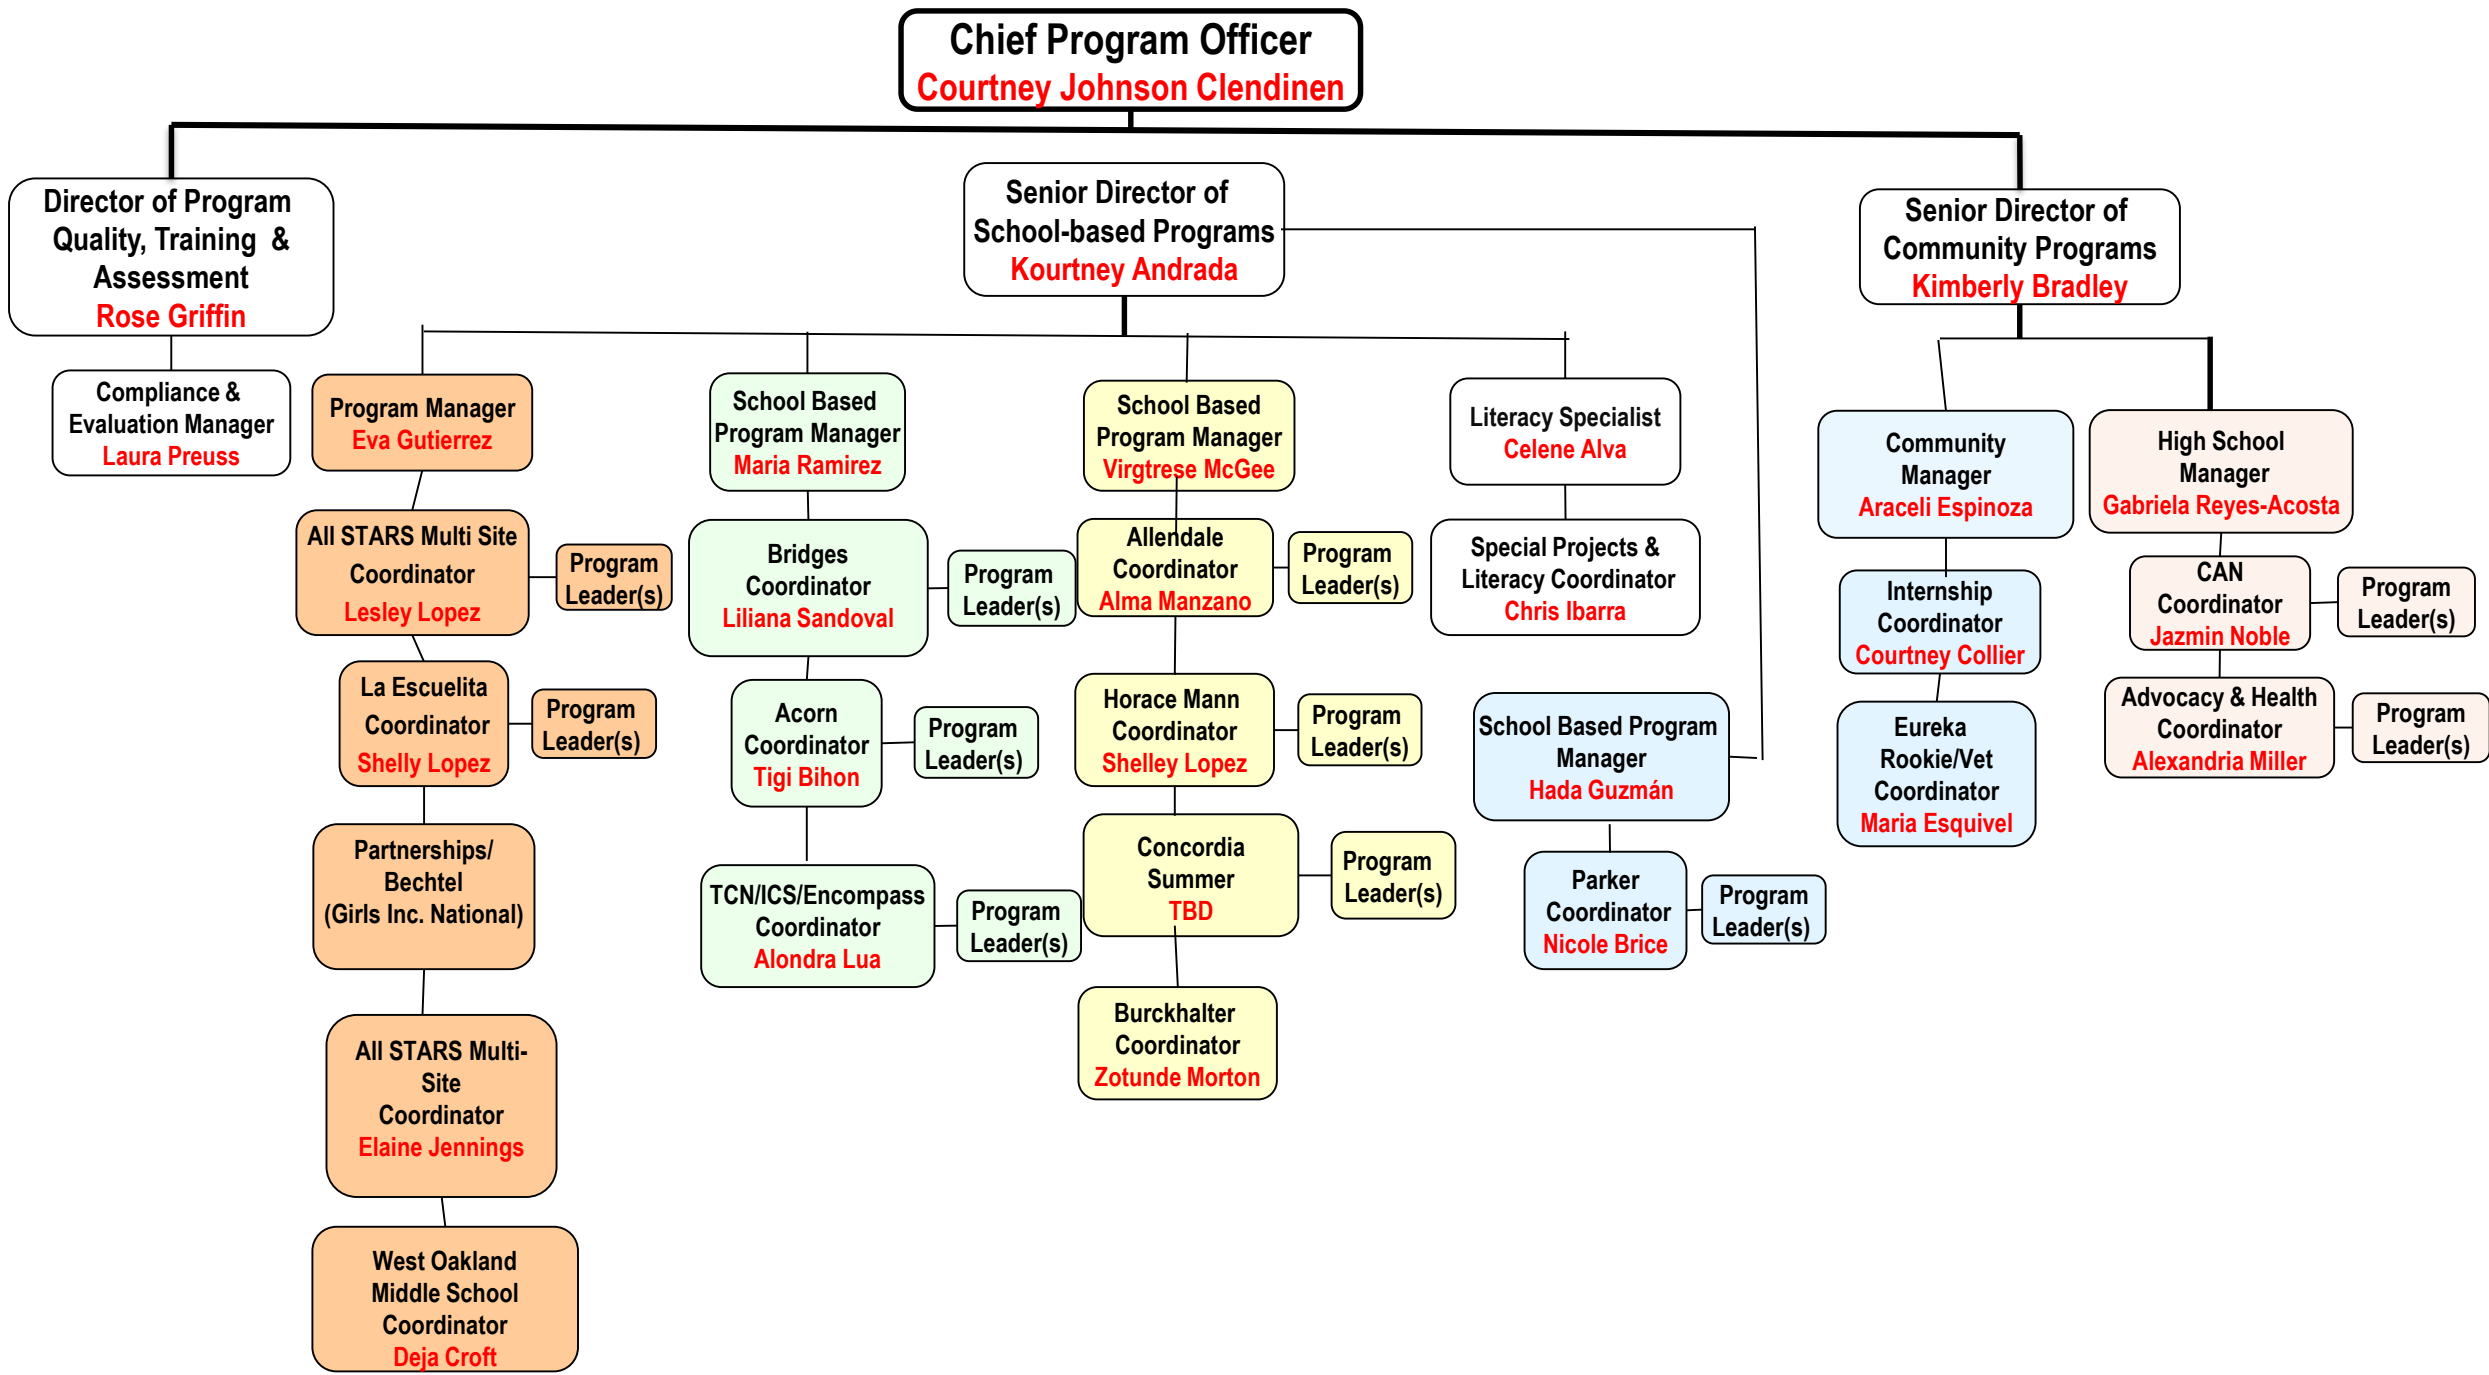 Chief Program Officer
Courtney Johnson Clendinen
Director of Program
Quality, Training & 
Assessment
Rose Griffin
Senior Director of
School-based Programs
Kourtney Andrada
Senior Director of
Community Programs
Kimberly Bradley
Compliance &
Evaluation Manager
Laura Preuss
Program Manager
Eva Gutierrez
School Based
Program Manager
Maria Ramirez
School Based
Program Manager
Virgtrese McGee
Literacy Specialist
Celene Alva
Community
Manager
Araceli Espinoza
High School
Manager
Gabriela Reyes-Acosta
All STARS Multi Site
Coordinator
Lesley Lopez
Program
Leader(s)
Bridges
Coordinator
Liliana Sandoval
Program
Leader(s)
Allendale
Coordinator
Alma Manzano
Program
Leader(s)
Special Projects &
Literacy Coordinator
Chris Ibarra
Internship
Coordinator
Courtney Collier
CAN
Coordinator
Jazmin Noble
Program
Leader(s)
La Escuelita
Coordinator
Shelly Lopez
Program
Leader(s)
Acorn
Coordinator
Tigi Bihon
Program
Leader(s)
Horace Mann
Coordinator
Shelley Lopez
Program
Leader(s)
School Based Program
Manager
Hada Guzmán
Eureka
Rookie/Vet
Coordinator
Maria Esquivel
Advocacy & Health
Coordinator
Alexandria Miller
Program
Leader(s)
Partnerships/
Bechtel
(Girls Inc. National)
TCN/ICS/Encompass
Coordinator
Alondra Lua
Program
Leader(s)
Concordia
Summer
TBD
Program
Leader(s)
Parker
Coordinator
Nicole Brice
Program
Leader(s)
All STARS Multi-
Site
Coordinator
Elaine Jennings
Burckhalter
Coordinator
Zotunde Morton
West Oakland
Middle School
Coordinator
Deja Croft